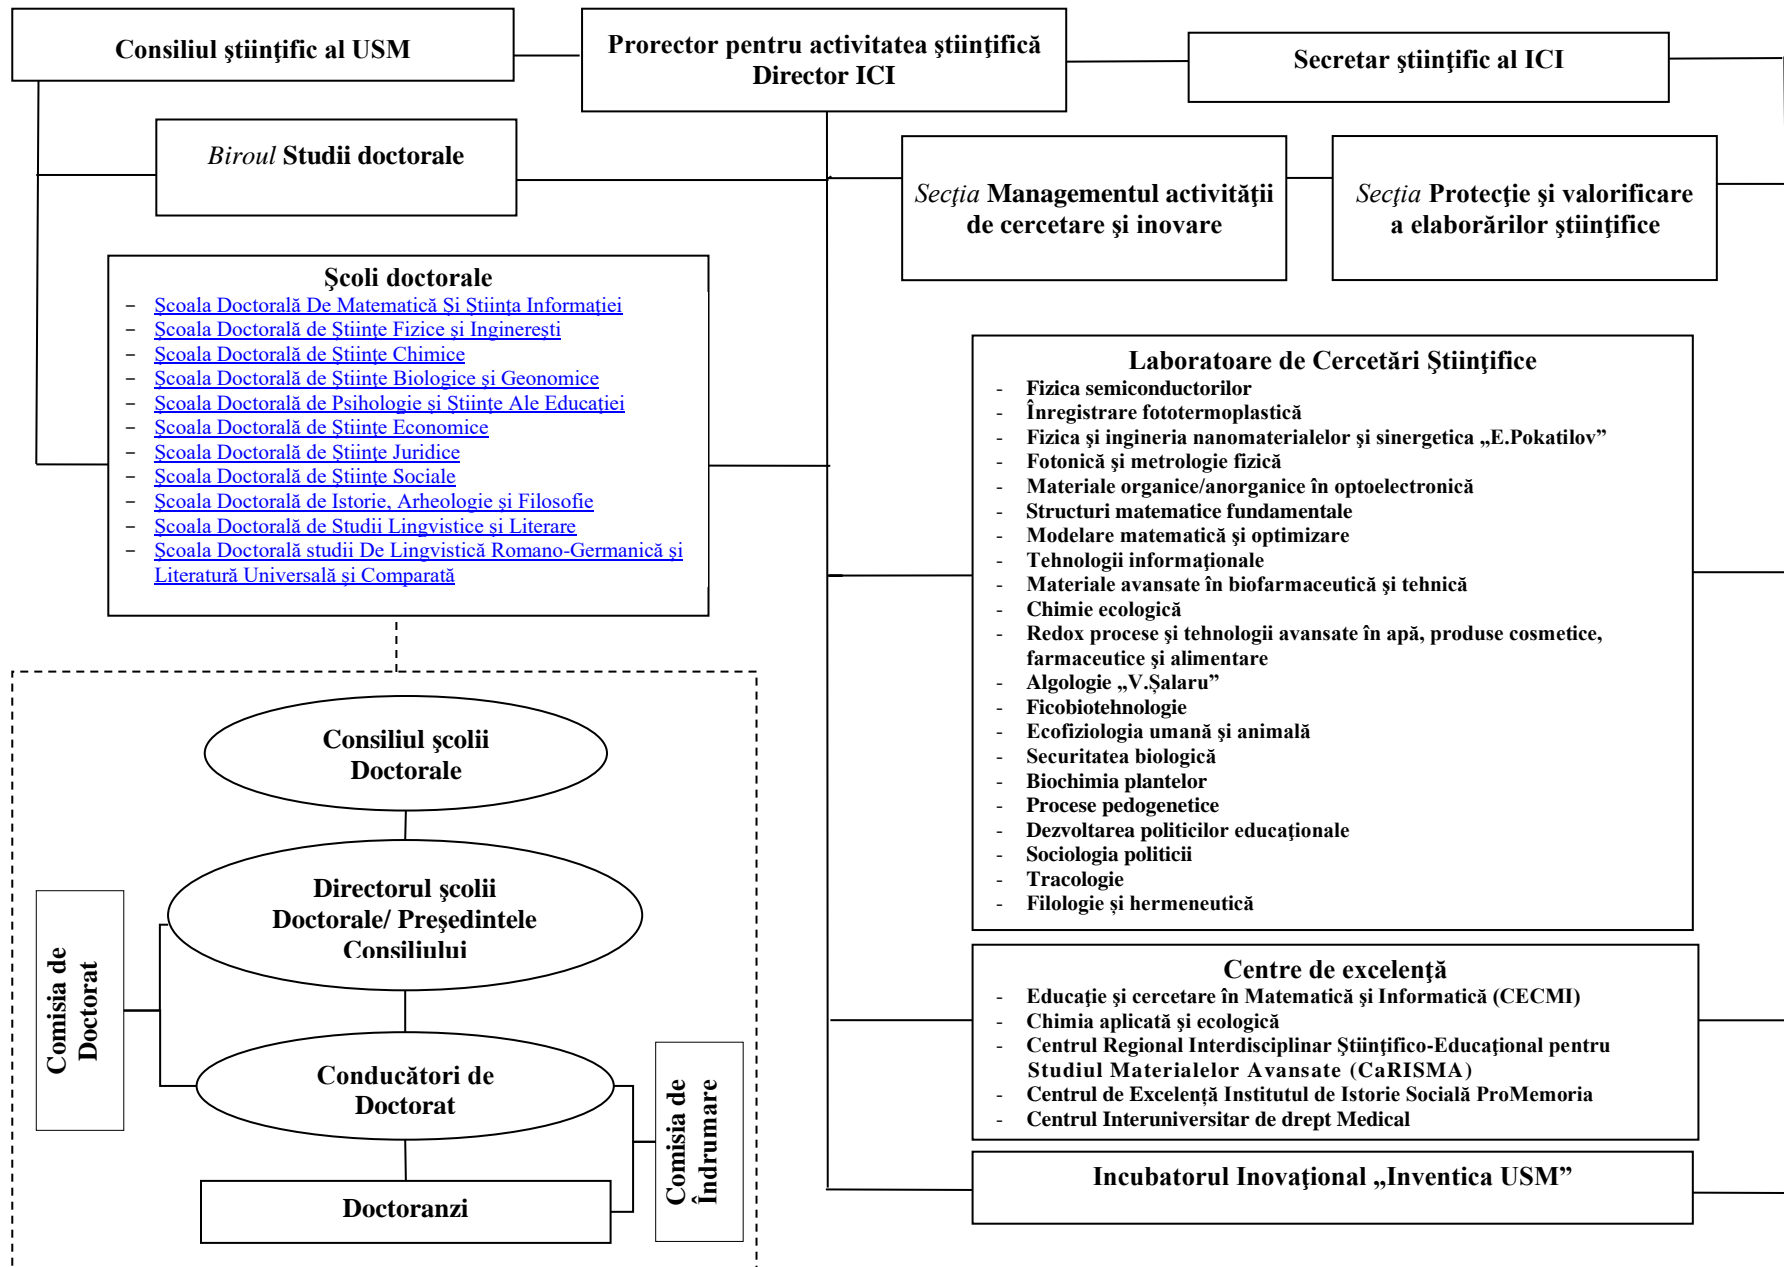 Consiliul ştiinţific al USM
Prorector pentru activitatea ştiinţifică
Director ICI
Secretar ştiinţific al ICI
Biroul Studii doctorale
Secţia Managementul activităţii
de cercetare şi inovare
Secţia Protecţie şi valorificare
a elaborărilor ştiinţifice
Şcoli doctorale
– Şcoala Doctorală De Matematică Şi Ştiinţa Informaţiei
– Şcoala Doctorală de Ştiinţe Fizice şi Inginereşti
– Şcoala Doctorală de Ştiinţe Chimice
– Şcoala Doctorală de Ştiinţe Biologice şi Geonomice
– Şcoala Doctorală de Psihologie şi Ştiinţe Ale Educaţiei
– Şcoala Doctorală de Ştiinţe Economice
– Şcoala Doctorală de Ştiinţe Juridice
– Şcoala Doctorală de Ştiinţe Sociale
– Şcoala Doctorală de Istorie, Arheologie şi Filosofie
– Şcoala Doctorală de Studii Lingvistice şi Literare
– Şcoala Doctorală studii De Lingvistică Romano-Germanică şi
Literatură Universală şi Comparată
Laboratoare de Cercetări Ştiinţifice
- Fizica semiconductorilor
- Înregistrare fototermoplastică
- Fizica şi ingineria nanomaterialelor şi sinergetica „E.Pokatilov”
- Fotonică şi metrologie fizică
- Materiale organice/anorganice în optoelectronică
- Structuri matematice fundamentale
- Modelare matematică şi optimizare
- Tehnologii informaţionale
- Materiale avansate în biofarmaceutică şi tehnică
- Chimie ecologică
- Redox procese şi tehnologii avansate în apă, produse cosmetice,
farmaceutice şi alimentare
- Algologie „V.Șalaru”
- Ficobiotehnologie
- Ecofiziologia umană şi animală
- Securitatea biologică
- Biochimia plantelor
- Procese pedogenetice
- Dezvoltarea politicilor educaţionale
- Sociologia politicii
- Tracologie
- Filologie și hermeneutică
Centre de excelenţă
- Educaţie şi cercetare în Matematică şi Informatică (CECMI)
- Chimia aplicată şi ecologică
- Centrul Regional Interdisciplinar Ştiinţifico-Educaţional pentru
Studiul Materialelor Avansate (CaRISMA)
- Centrul de Excelență Institutul de Istorie Socială ProMemoria
- Centrul Interuniversitar de drept Medical
Incubatorul Inovaţional „Inventica USM”
Consiliul şcolii
Doctorale
Directorul şcolii
Doctorale/ Preşedintele
Consiliului
Conducători de
Doctorat
Doctoranzi
Comisia de
Doctorat
Comisia de
Îndrumare